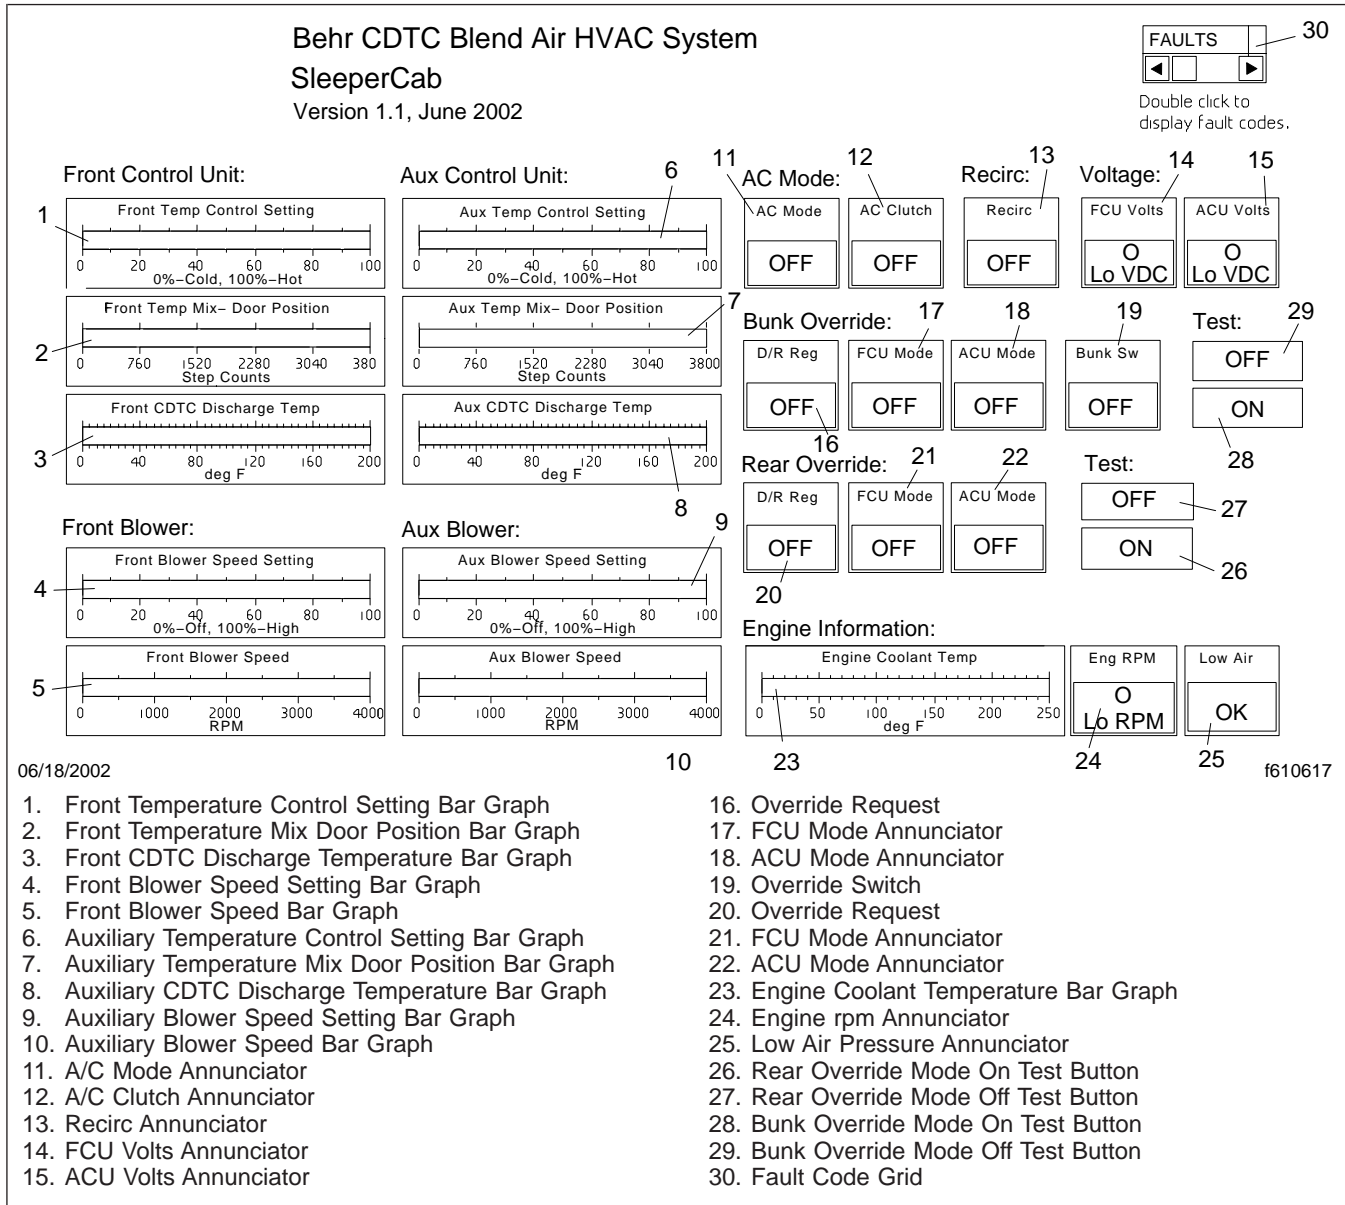 Behr CDTC Blend Air HVAC System
SleeperCab
Version 1.1, June 2002
FAULTS
30
Double click to
display fault codes.
Front Control Unit:
1
Front Temp Control Setting
0 20 40 60 80 100
0%–Cold, 100%–Hot
2
Front Temp Mix– Door Position
0 760 1520 2280 3040 380
Step Counts
3
Front CDTC Discharge Temp
0 40 80 120 160 200
deg F
Aux Control Unit:
6
Aux Temp Control Setting
0 20 40 60 80 100
0%–Cold, 100%–Hot
7
Aux Temp Mix– Door Position
0 760 1520 2280 3040 3800
Step Counts
Aux CDTC Discharge Temp
0 40 80 120 160 200
deg F
8
Front Blower:
4
Front Blower Speed Setting
0 20 40 60 80 100
0%–Off, 100%–High
5
Front Blower Speed
0 1000 2000 3000 4000
RPM
Aux Blower:
9
Aux Blower Speed Setting
0 20 40 60 80 100
0%–Off, 100%–High
Aux Blower Speed
0 1000 2000 3000 4000
RPM
10
11 12 13 14 15
AC Mode: Recirc: Voltage:
AC Mode AC Clutch Recirc FCU Volts ACU Volts
OFF OFF OFF 0 0
Lo VDC Lo VDC
17 18 19 29
Bunk Override: Test:
D/R Reg FCU Mode ACU Mode Bunk Sw OFF
OFF OFF OFF OFF ON
16 28
21 22
Rear Override: Test:
D/R Reg FCU Mode ACU Mode OFF 27
OFF OFF OFF ON 26
20
Engine Information:
Engine Coolant Temp Eng RPM Low Air
0 50 100 150 200 250
deg F
0
Lo RPM
OK
23 24 25
06/18/2002
f610617
1. Front Temperature Control Setting Bar Graph
2. Front Temperature Mix Door Position Bar Graph
3. Front CDTC Discharge Temperature Bar Graph
4. Front Blower Speed Setting Bar Graph
5. Front Blower Speed Bar Graph
6. Auxiliary Temperature Control Setting Bar Graph
7. Auxiliary Temperature Mix Door Position Bar Graph
8. Auxiliary CDTC Discharge Temperature Bar Graph
9. Auxiliary Blower Speed Setting Bar Graph
10. Auxiliary Blower Speed Bar Graph
11. A/C Mode Annunciator
12. A/C Clutch Annunciator
13. Recirc Annunciator
14. FCU Volts Annunciator
15. ACU Volts Annunciator
16. Override Request
17. FCU Mode Annunciator
18. ACU Mode Annunciator
19. Override Switch
20. Override Request
21. FCU Mode Annunciator
22. ACU Mode Annunciator
23. Engine Coolant Temperature Bar Graph
24. Engine rpm Annunciator
25. Low Air Pressure Annunciator
26. Rear Override Mode On Test Button
27. Rear Override Mode Off Test Button
28. Bunk Override Mode On Test Button
29. Bunk Override Mode Off Test Button
30. Fault Code Grid